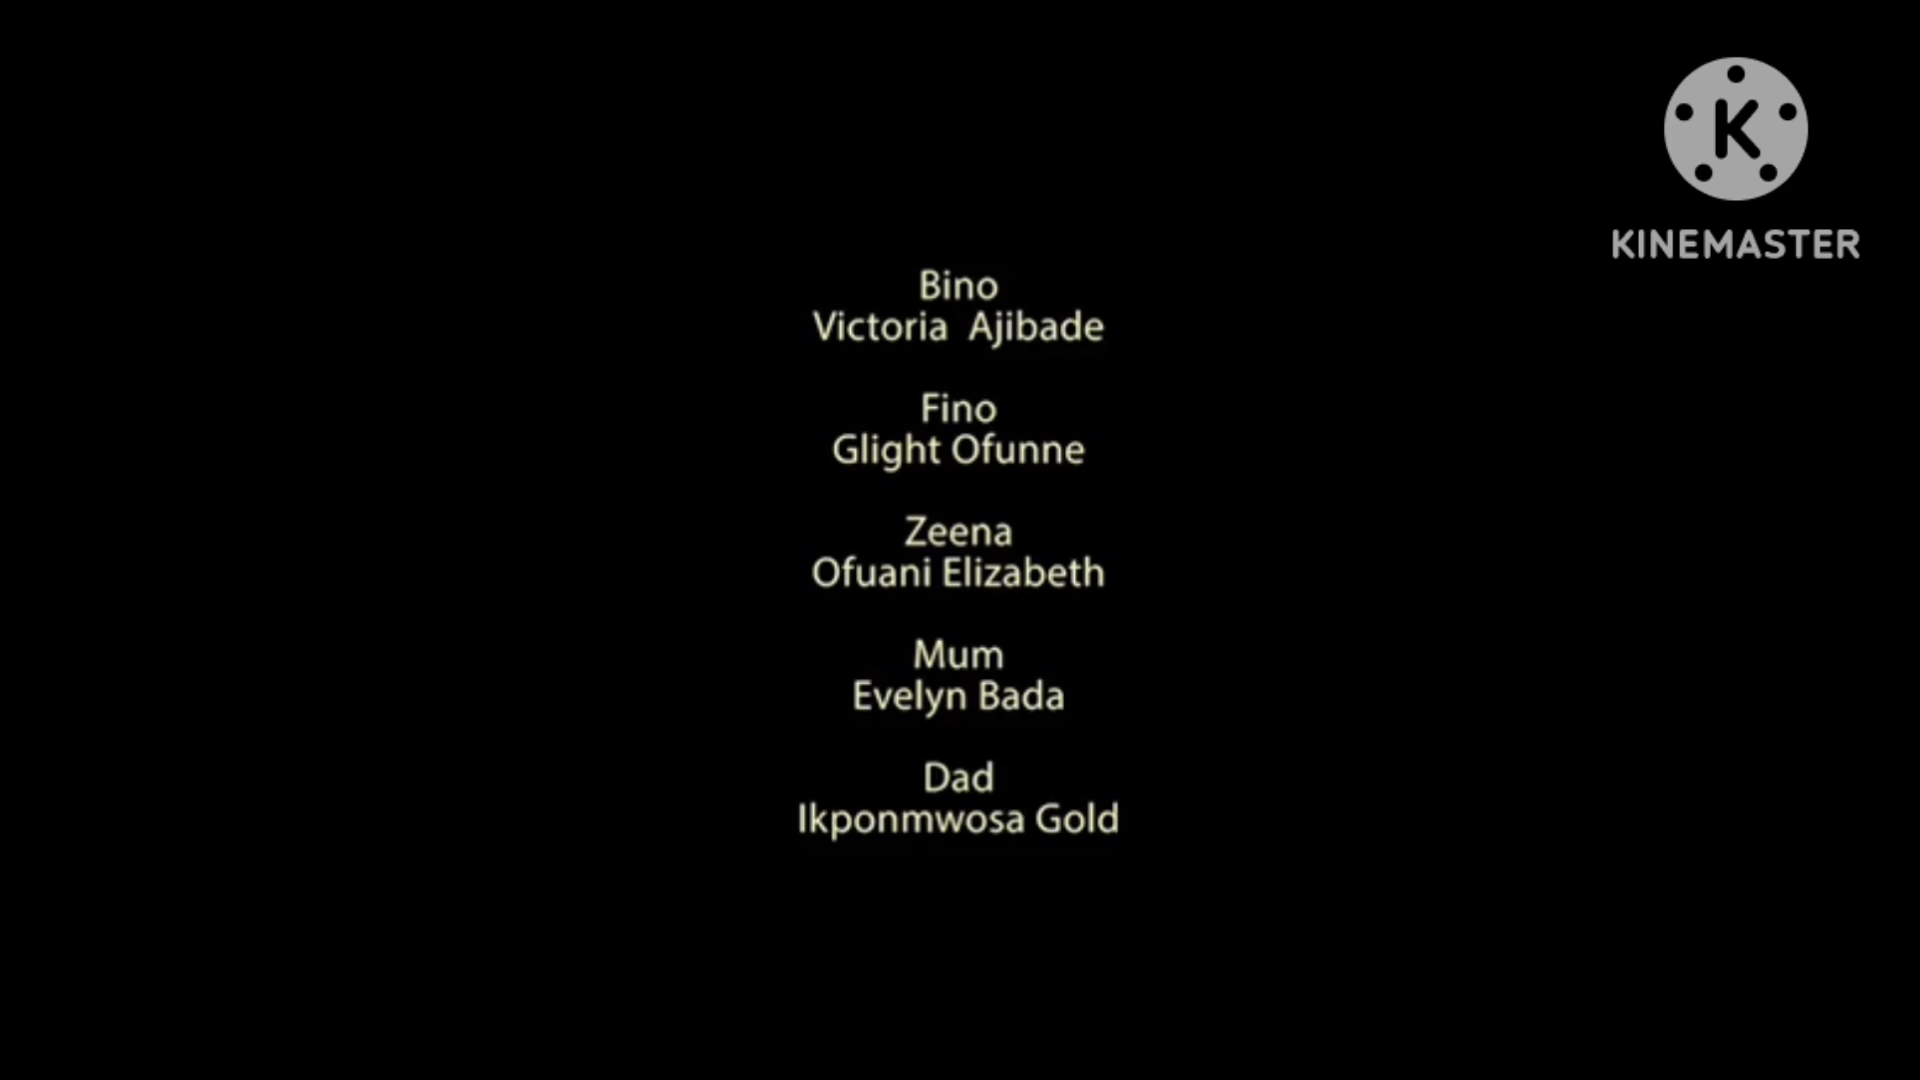 K
KINEMASTER
Bino
Victoria  Ajibade
Fino
Glight Ofunne
Zeena
Ofuani Elizabeth
Mum
Evelyn Bada
Dad
Ikponmwosa Gold